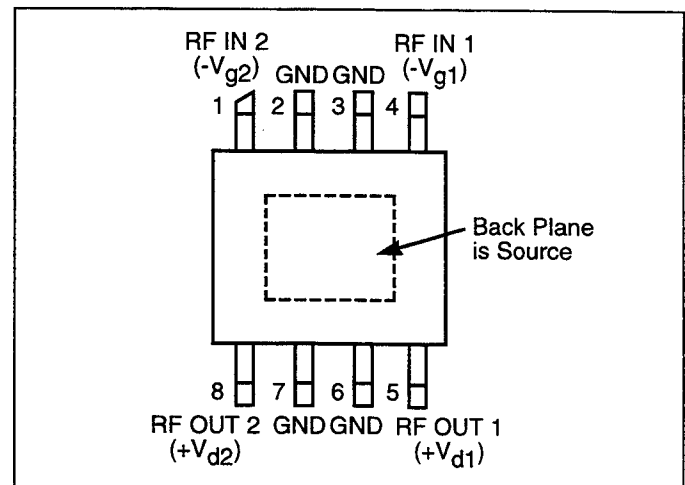 RF IN 2
(-Vg2)
GND GND
RF IN 1
(-Vg1)
1 2 3 4
Back Plane
is Source
8 7 6 5
RF OUT 2
(+Vd2)
GND GND
RF OUT 1
(+Vd1)